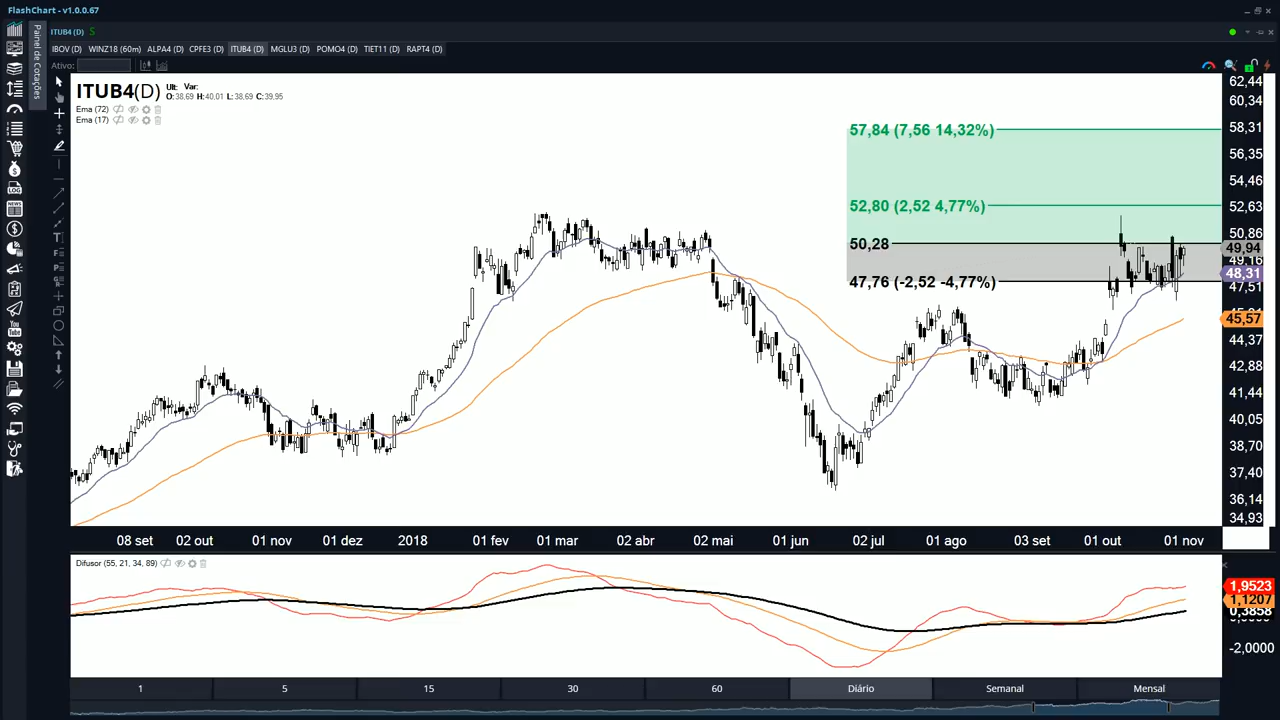 FlashChart - v1.0.0.67
Painel de Cotações
ITUB4 (D) S
IBOV (D) WINZ18 (60m) ALPA4 (D) CPFE3 (D) ITUB4 (D) MGLU3 (D) POMO4 (D) TIET11 (D) RAPT4 (D)
Ativo:
ITUB4(D) Ult: Var:
O:38,69 H:40,01 L:38,69 C:39,95
Ema (72)
Ema (17)
57,84 (7,56 14,32%)
52,80 (2,52 4,77%)
50,28
47,76 (-2,52 -4,77%)
62,44
60,34
58,31
56,35
54,46
52,63
50,86
49,94
49,16
48,31
47,51
45,57
44,37
42,88
41,44
40,05
38,70
37,40
36,14
34,93
08 set 02 out 01 nov 01 dez 2018 01 fev 01 mar 02 abr 02 mai 01 jun 02 jul 01 ago 03 set 01 out 01 nov
Difusor (55, 21, 34, 89)
1,9523
1,1207
0,3858
-2,0000
1 5 15 30 60 Diário Semanal Mensal
LOG
NEWS
You
Tube